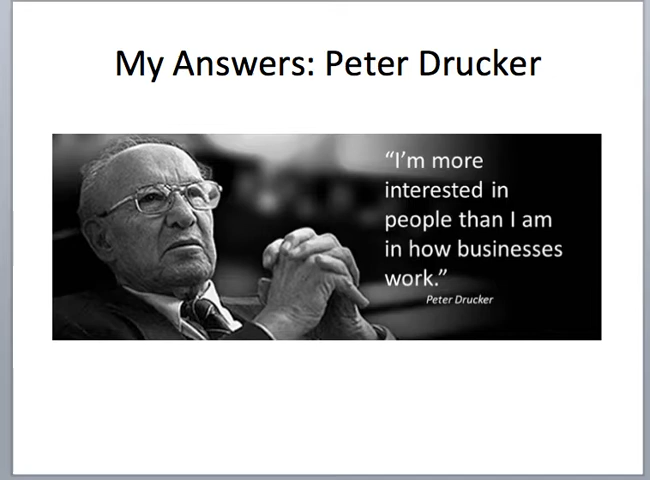 My Answers: Peter Drucker
“I’m more
interested in
people than I am
in how businesses
work.”
Peter Drucker